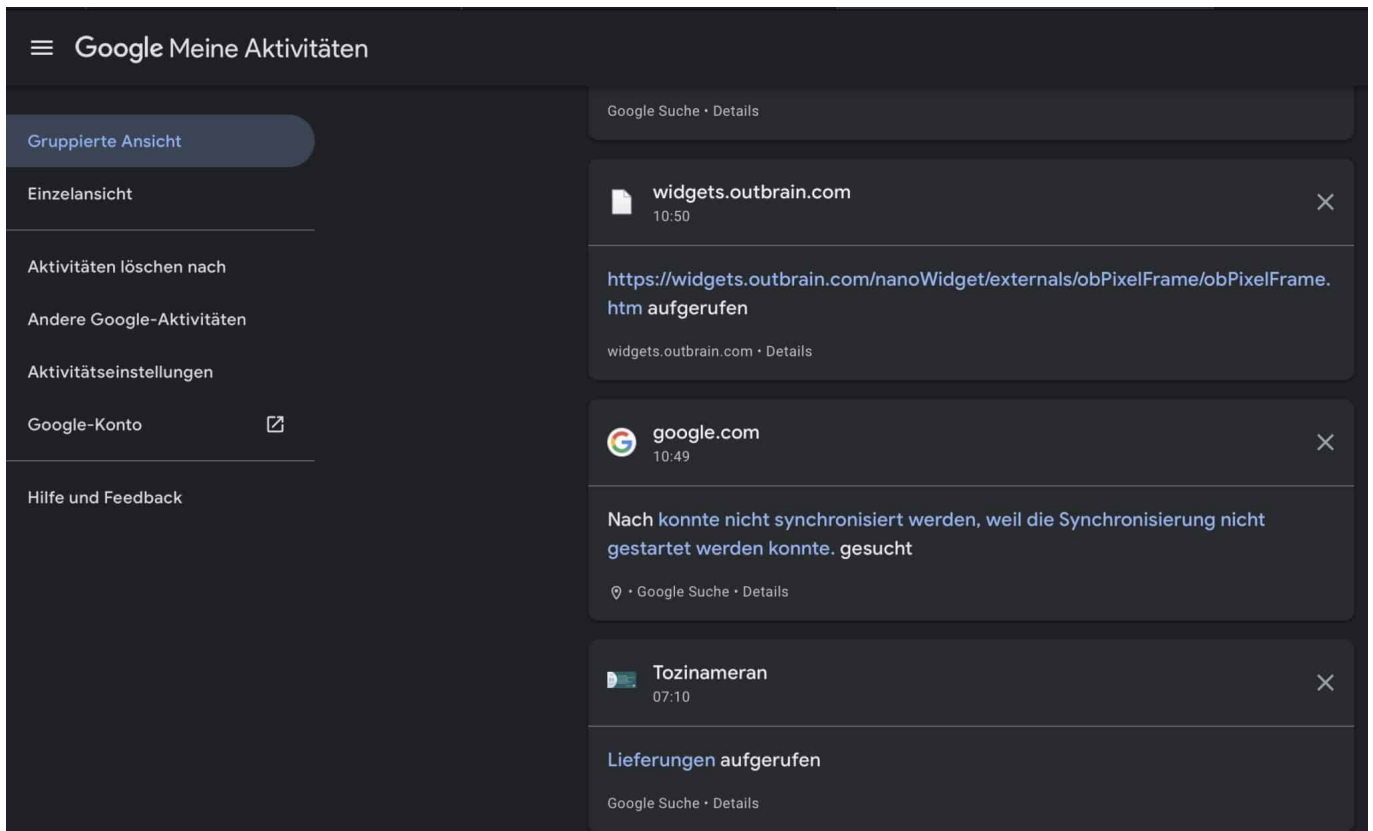 Google Meine Aktivitäten
Gruppierte Ansicht
Einzelansicht
Aktivitäten löschen nach
Andere Google-Aktivitäten
Aktivitätseinstellungen
Google-Konto
Hilfe und Feedback
Google Suche • Details
widgets.outbrain.com
10:50
https://widgets.outbrain.com/nanoWidget/externals/obPixelFrame/obPixelFrame.
htm aufgerufen
widgets.outbrain.com • Details
google.com
10:49
Nach konnte nicht synchronisiert werden, weil die Synchronisierung nicht
gestartet werden konnte. gesucht
• Google Suche • Details
Tozinameran
07:10
Lieferungen aufgerufen
Google Suche • Details